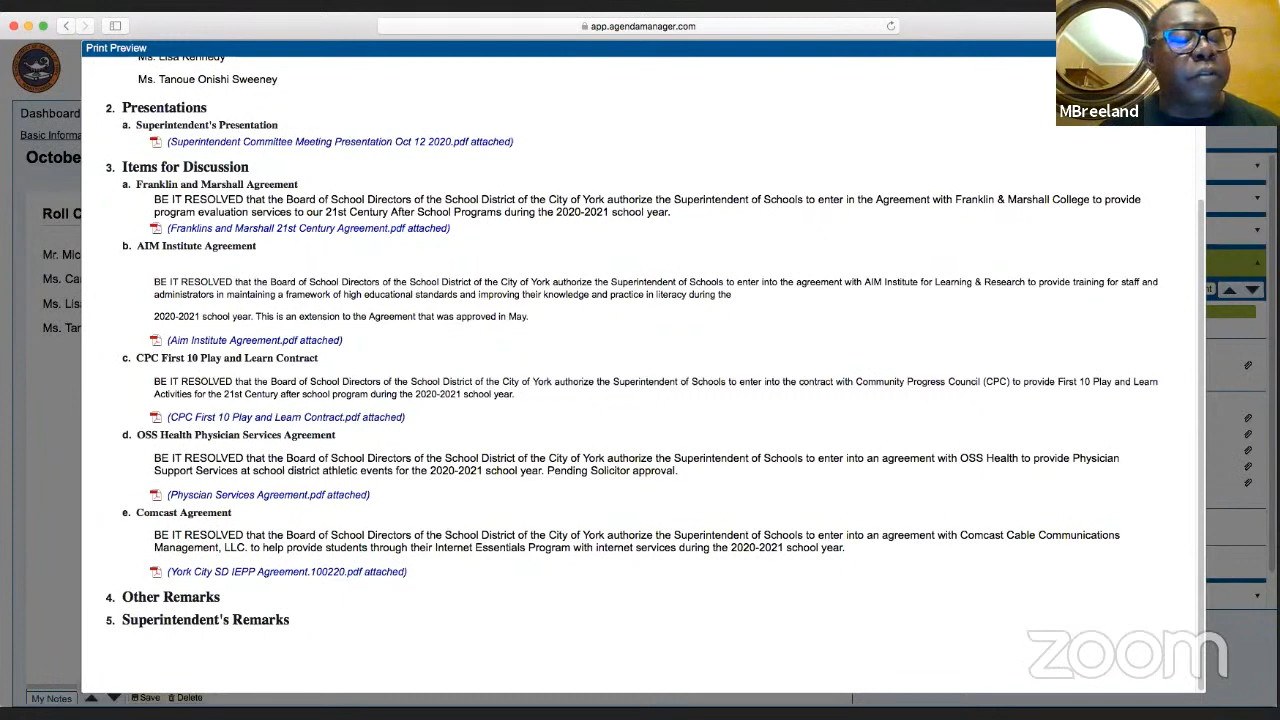 app.agendamanager.com
Print Preview
MBreeland
Ms. Lisa Kennedy
Ms. Tanoue Onishi Sweeney
Dashboard
Basic Informa
October
Roll C
Mr. Mic
Ms. Car
Ms. Lisa
Ms. Tan
2. Presentations
a. Superintendent's Presentation
(Superintendent Committee Meeting Presentation Oct 12 2020.pdf attached)
3. Items for Discussion
a. Franklin and Marshall Agreement
BE IT RESOLVED that the Board of School Directors of the School District of the City of York authorize the Superintendent of Schools to enter in the Agreement with Franklin & Marshall College to provide
program evaluation services to our 21st Century After School Programs during the 2020-2021 school year.
(Franklins and Marshall 21st Century Agreement.pdf attached)
b. AIM Institute Agreement
BE IT RESOLVED that the Board of School Directors of the School District of the City of York authorize the Superintendent of Schools to enter into the agreement with AIM Institute for Learning & Research to provide training for staff and
administrators in maintaining a framework of high educational standards and improving their knowledge and practice in literacy during the
2020-2021 school year. This is an extension to the Agreement that was approved in May.
(Aim Institute Agreement.pdf attached)
c. CPC First 10 Play and Learn Contract
BE IT RESOLVED that the Board of School Directors of the School District of the City of York authorize the Superintendent of Schools to enter into the contract with Community Progress Council (CPC) to provide First 10 Play and Learn
Activities for the 21st Century after school program during the 2020-2021 school year.
(CPC First 10 Play and Learn Contract.pdf attached)
d. OSS Health Physician Services Agreement
BE IT RESOLVED that the Board of School Directors of the School District of the City of York authorize the Superintendent of Schools to enter into an agreement with OSS Health to provide Physician
Support Services at school district athletic events for the 2020-2021 school year. Pending Solicitor approval.
(Physcian Services Agreement.pdf attached)
e. Comcast Agreement
BE IT RESOLVED that the Board of School Directors of the School District of the City of York authorize the Superintendent of Schools to enter into an agreement with Comcast Cable Communications
Management, LLC. to help provide students through their Internet Essentials Program with internet services during the 2020-2021 school year.
(York City SD IEPP Agreement.100220.pdf attached)
4. Other Remarks
5. Superintendent's Remarks
zoom
My Notes
Save
Delete